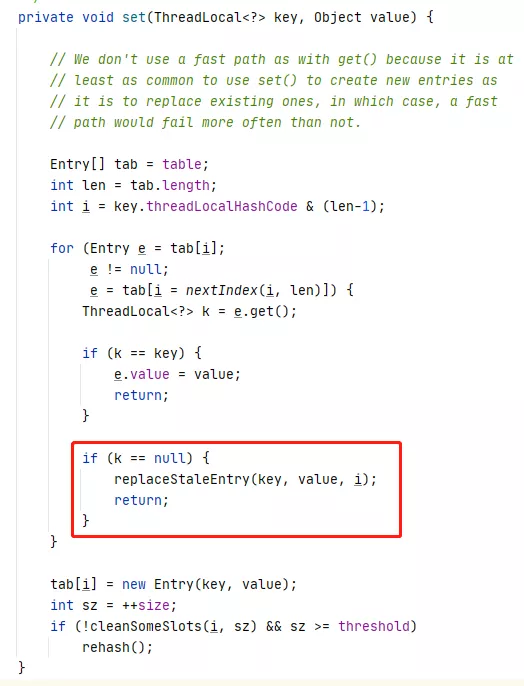 private void set(ThreadLocal<?> key, Object value) {
// We don't use a fast path as with get() because it is at
// least as common to use set() to create new entries as
// it is to replace existing ones, in which case, a fast
// path would fail more often than not.
Entry[] tab = table;
int len = tab.length;
int i = key.threadLocalHashCode & (len-1);
for (Entry e = tab[i];
e != null;
e = tab[i = nextIndex(i, len)]) {
ThreadLocal<?> k = e.get();
if (k == key) {
e.value = value;
return;
}
if (k == null) {
replaceStaleEntry(key, value, i);
return;
}
}
tab[i] = new Entry(key, value);
int sz = ++size;
if (!cleanSomeSlots(i, sz) && sz >= threshold)
rehash();
}